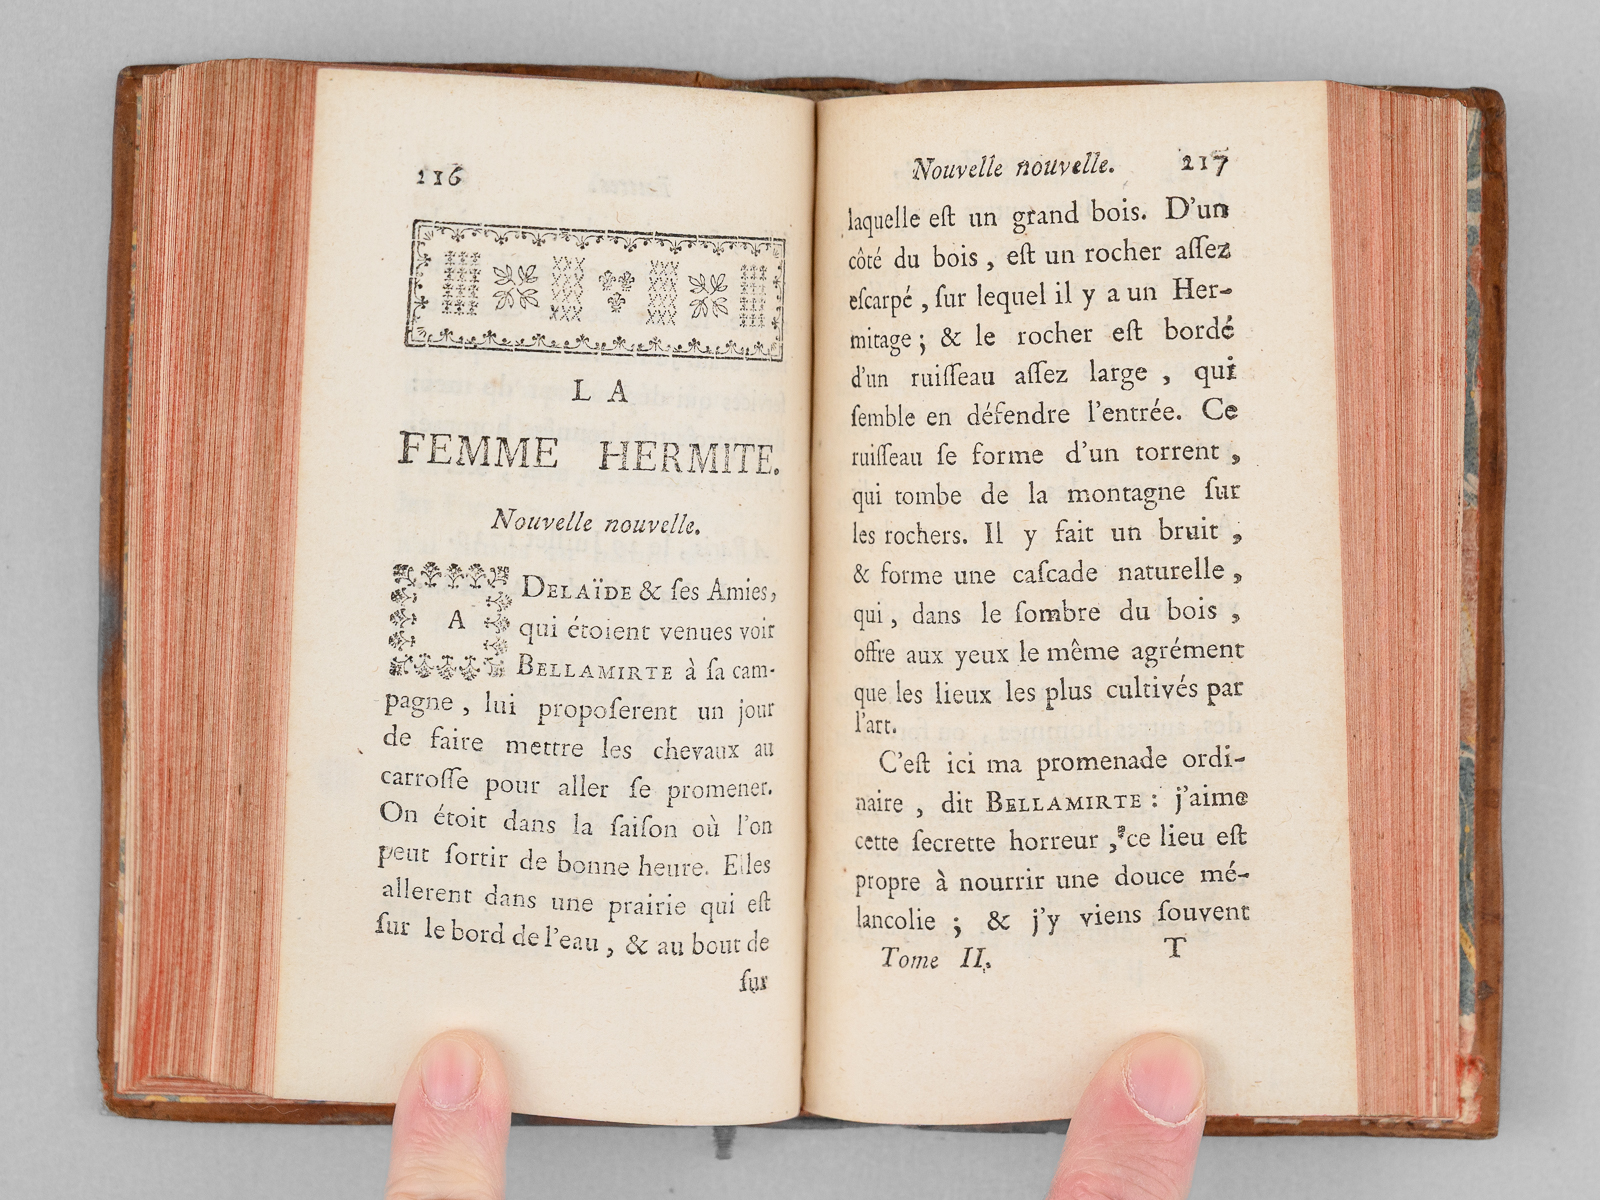 216
LA
FEMME HERMITE.
Nouvelle nouvelle.
ADELAÏDE & ſes Amies,
qui étoient venues voir
BELLAMIRTE à ſa cam-
pagne, lui propoſerent un jour
de faire mettre les chevaux au
carroſſe pour aller ſe promener.
On étoit dans la ſaiſon où l'on
peut ſortir de bonne heure. Elles
allerent dans une prairie qui eſt
ſur le bord de l'eau, & au bout de
ſur
Nouvelle nouvelle. 217
laquelle eſt un grand bois. D'un
côté du bois, eſt un rocher aſſez
eſcarpé, ſur lequel il y a un Her-
mitage; & le rocher eſt bordé
d'un ruiſſeau aſſez large, qui
ſemble en défendre l'entrée. Ce
ruiſſeau ſe forme d'un torrent,
qui tombe de la montagne ſur
les rochers. Il y fait un bruit,
& forme une caſcade naturelle,
qui, dans le ſombre du bois,
offre aux yeux le même agrément
que les lieux les plus cultivés par
l'art.
C'eſt ici ma promenade ordi-
naire, dit BELLAMIRTE: j'aime
cette ſecrette horreur, ce lieu eſt
propre à nourrir une douce mé-
lancolie; & j'y viens ſouvent
Tome II. T